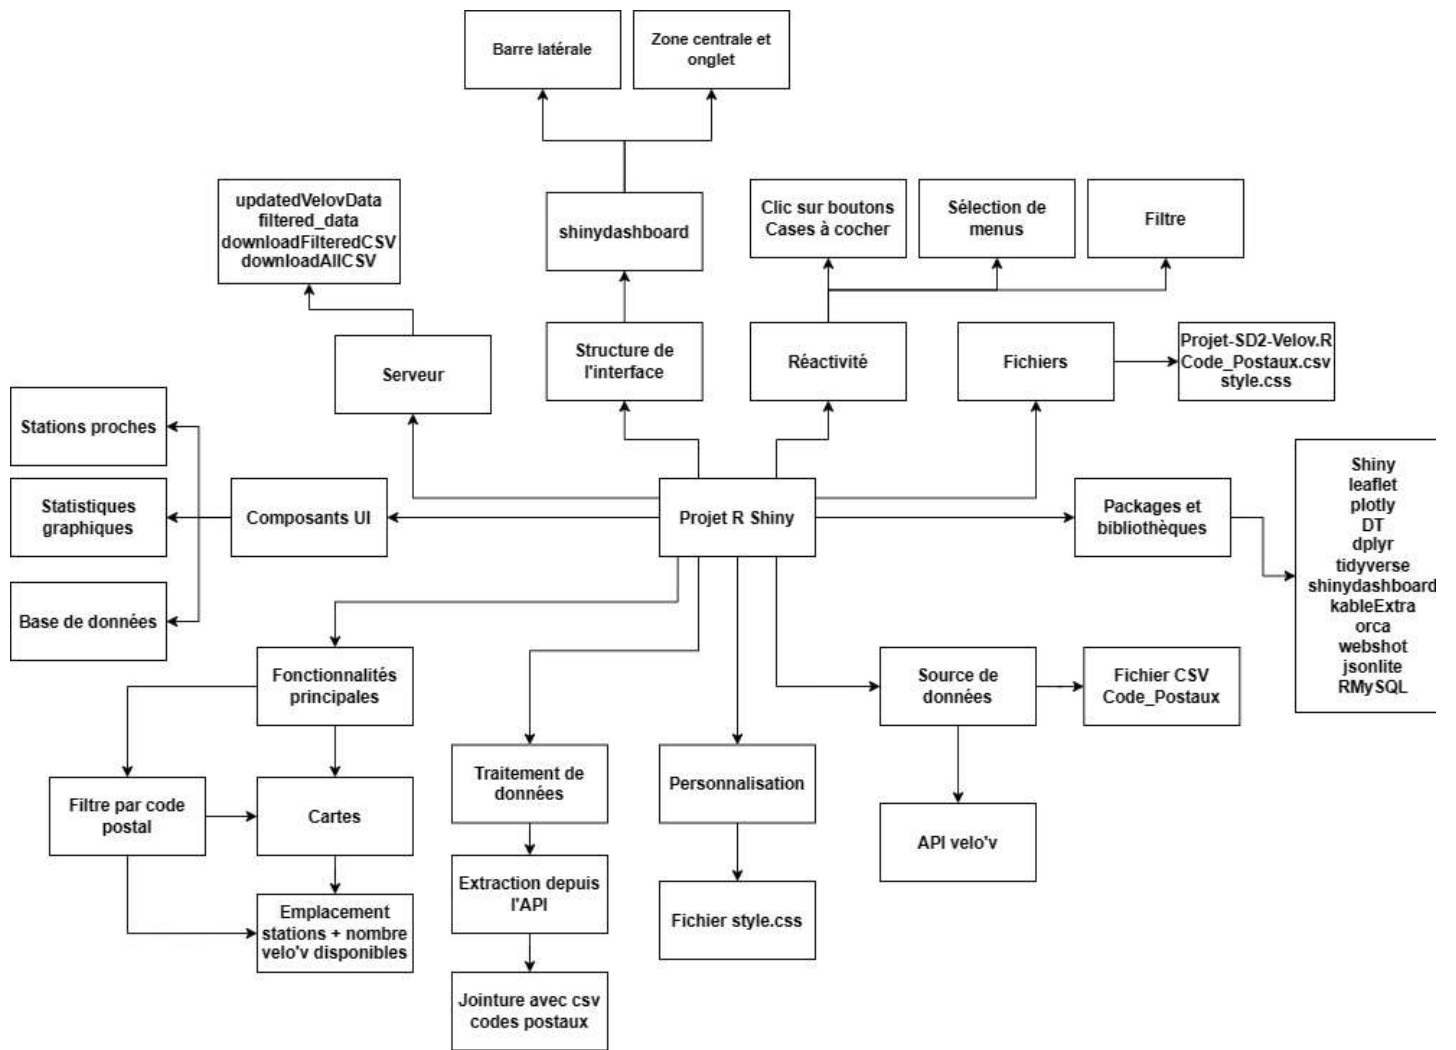 Barre latérale
Zone centrale et
onglet
updatedVelovData
filtered_data
downloadFilteredCSV
downloadAllCSV
shinydashboard
Clic sur boutons
Cases à cocher
Sélection de
menus
Filtre
Serveur
Structure de
l'interface
Réactivité
Fichiers
Projet-SD2-Velov.R
Code_Postaux.csv
style.css
Stations proches
Statistiques
graphiques
Base de données
Composants UI
Projet R Shiny
Packages et
bibliothèques
Shiny
leaflet
plotly
DT
dplyr
tidyverse
shinydashboard
kableExtra
orca
webshot
jsonlite
RMySQL
Fonctionnalités
principales
Source de
données
Fichier CSV
Code_Postaux
Filtre par code
postal
Cartes
Traitement de
données
Personnalisation
API velo'v
Emplacement
stations + nombre
velo'v disponibles
Extraction depuis
l'API
Fichier style.css
Jointure avec csv
codes postaux